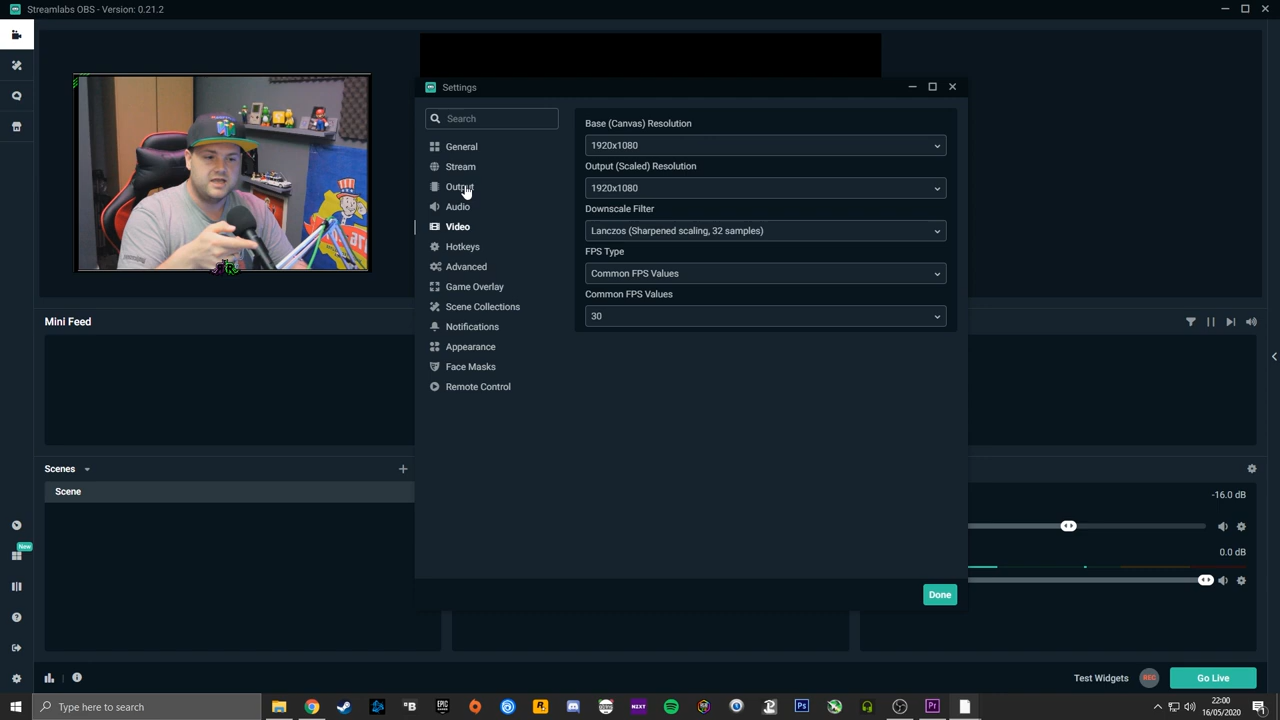 Streamlabs OBS - Version: 0.21.2
Settings
Search
General
Stream
Output
Audio
Video
Hotkeys
Advanced
Game Overlay
Scene Collections
Notifications
Appearance
Face Masks
Remote Control
Base (Canvas) Resolution
1920x1080
Output (Scaled) Resolution
1920x1080
Downscale Filter
Lanczos (Sharpened scaling, 32 samples)
FPS Type
Common FPS Values
Common FPS Values
30
Done
Mini Feed
Scenes
Scene
-16.0 dB
0.0 dB
New
Test Widgets
REC
Go Live
Type here to search
22:00
16/05/2020